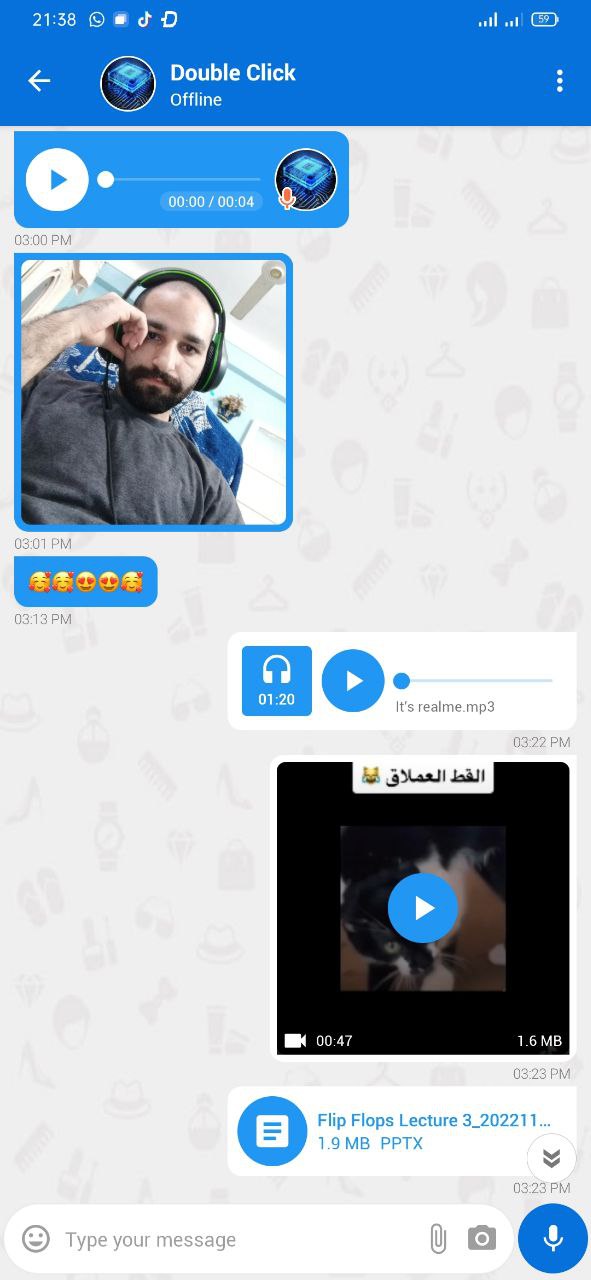 21:38
59
Double Click
Offline
00:00 / 00:04
03:00 PM
03:01 PM
🥰🥰😍😍🥰
03:13 PM
01:20
It's realme.mp3
03:22 PM
القط العملاق 😹
00:47
1.6 MB
03:23 PM
Flip Flops Lecture 3_202211...
1.9 MB PPTX
03:23 PM
Type your message